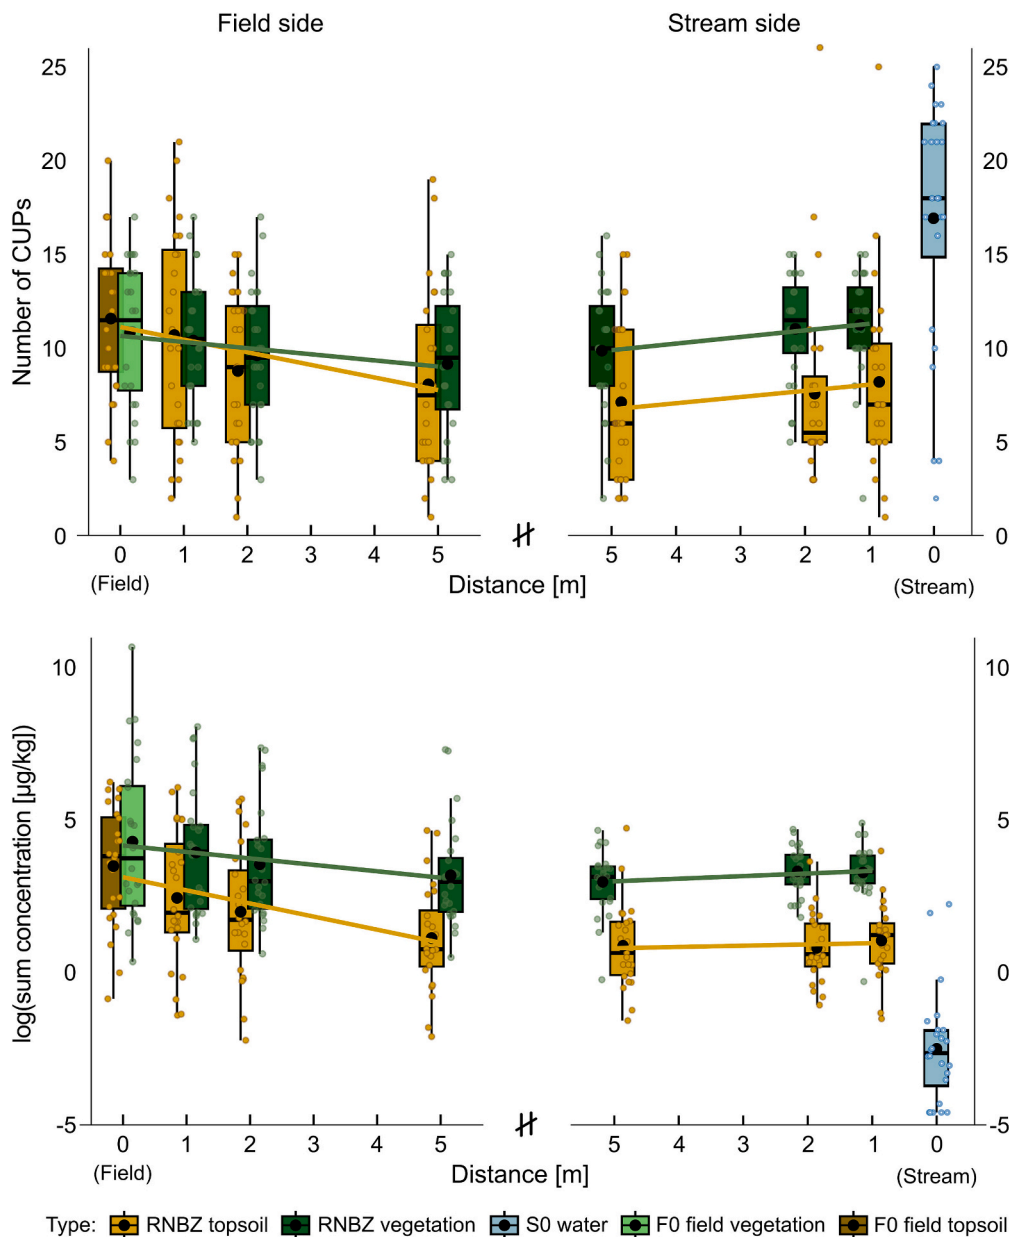 Field side Stream side
25 25
20 20
15 15
10 10
5 5
0 0
Number of CUPs
0 1 2 3 4 5 5 4 3 2 1 0
(Field) Distance [m] (Stream)
10 10
5 5
0 0
-5 -5
log(sum concentration [µg/kg])
0 1 2 3 4 5 5 4 3 2 1 0
(Field) Distance [m] (Stream)
Type: RNBZ topsoil RNBZ vegetation S0 water F0 field vegetation F0 field topsoil